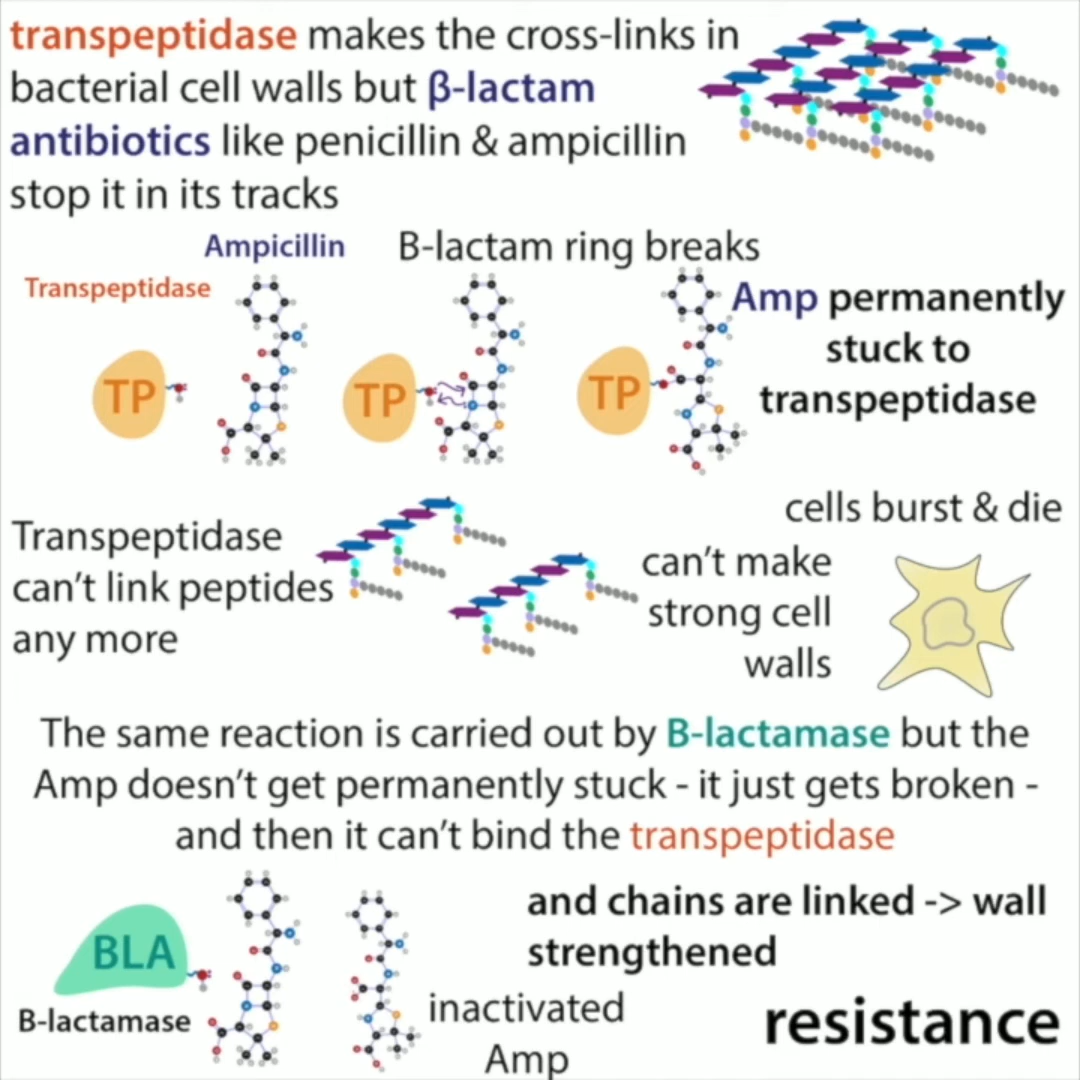 transpeptidase makes the cross-links in
bacterial cell walls but β-lactam
antibiotics like penicillin & ampicillin
stop it in its tracks
Ampicillin
B-lactam ring breaks
Transpeptidase
Amp permanently
stuck to
transpeptidase
TP
TP
TP
Transpeptidase
can't link peptides
any more
cells burst & die
can't make
strong cell
walls
The same reaction is carried out by B-lactamase but the
Amp doesn't get permanently stuck - it just gets broken -
and then it can't bind the transpeptidase
BLA
B-lactamase
and chains are linked -> wall
strengthened
inactivated
Amp
resistance